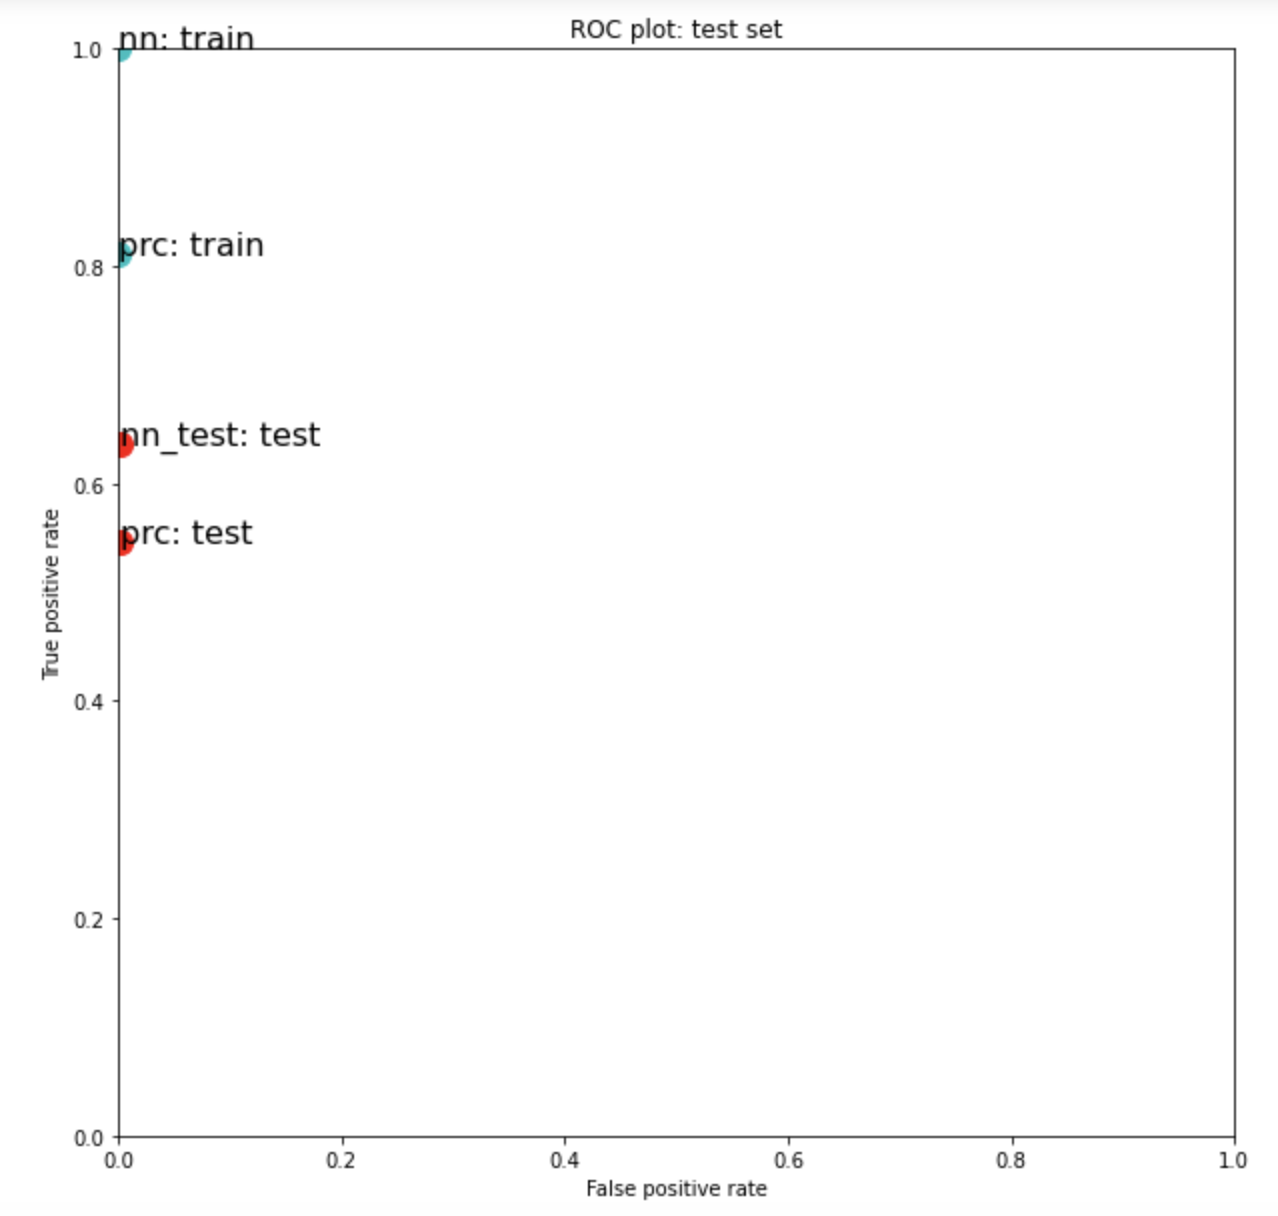 ROC plot: test set
nn: train
1.0
prc: train
0.8
nn_test: test
0.6
prc: test
True positive rate
0.4
0.2
0.0
0.0 0.2 0.4 0.6 0.8 1.0
False positive rate